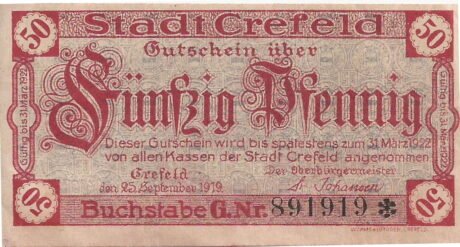 50 Stadt Crefeld 50
Gutschein über
Fünfzig Pfennig
Gültig bis 31 März 1922
Gültig bis 31 März 1922
Dieser Gutschein wird bis spätestens zum 31 März 1922
von allen Kassen der Stadt Crefeld angenommen
Crefeld
den 25. September 1919.
Der Oberbürgermeister
Johansen
50 Buchstabe G. Nr. 891919 * 50